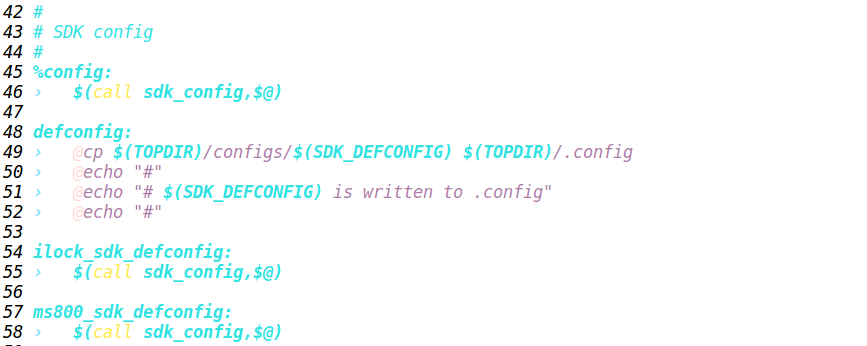 42 #
43 # SDK config
44 #
45 %config:
46 ›   $(call sdk_config,$@)
47
48 defconfig:
49 ›   @cp $(TOPDIR)/configs/$(SDK_DEFCONFIG) $(TOPDIR)/.config
50 ›   @echo "#"
51 ›   @echo "# $(SDK_DEFCONFIG) is written to .config"
52 ›   @echo "#"
53
54 ilock_sdk_defconfig:
55 ›   $(call sdk_config,$@)
56
57 ms800_sdk_defconfig:
58 ›   $(call sdk_config,$@)